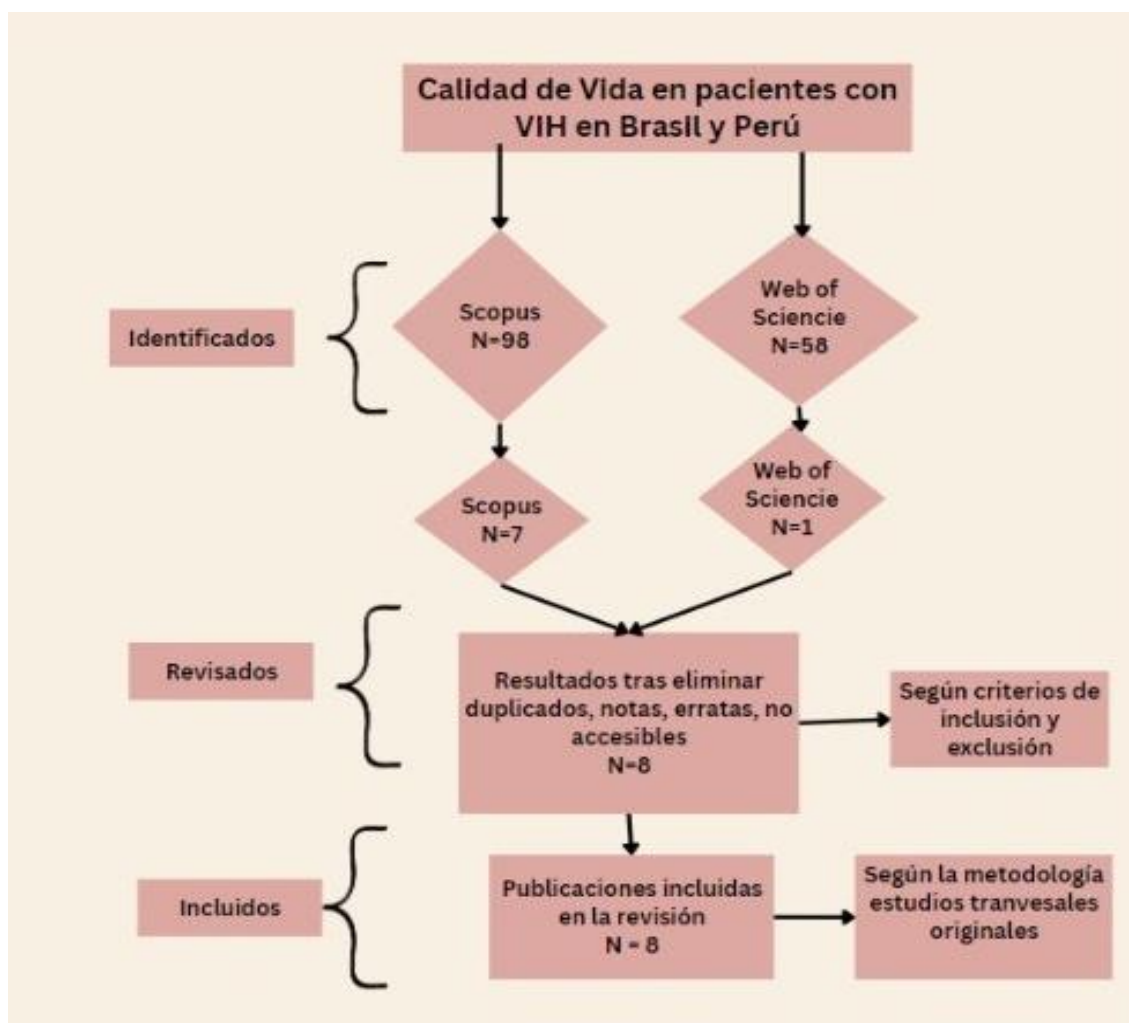 Calidad de Vida en pacientes con
VIH en Brasil y Perú
Identificados
Scopus
N=98
Web of
Sciencie
N=58
Scopus
N=7
Web of
Sciencie
N=1
Revisados
Resultados tras eliminar
duplicados, notas, erratas, no
accesibles
N=8
Según criterios de
inclusión y
exclusión
Incluidos
Publicaciones incluidas
en la revisión
N = 8
Según la metodología
estudios tranvesales
originales